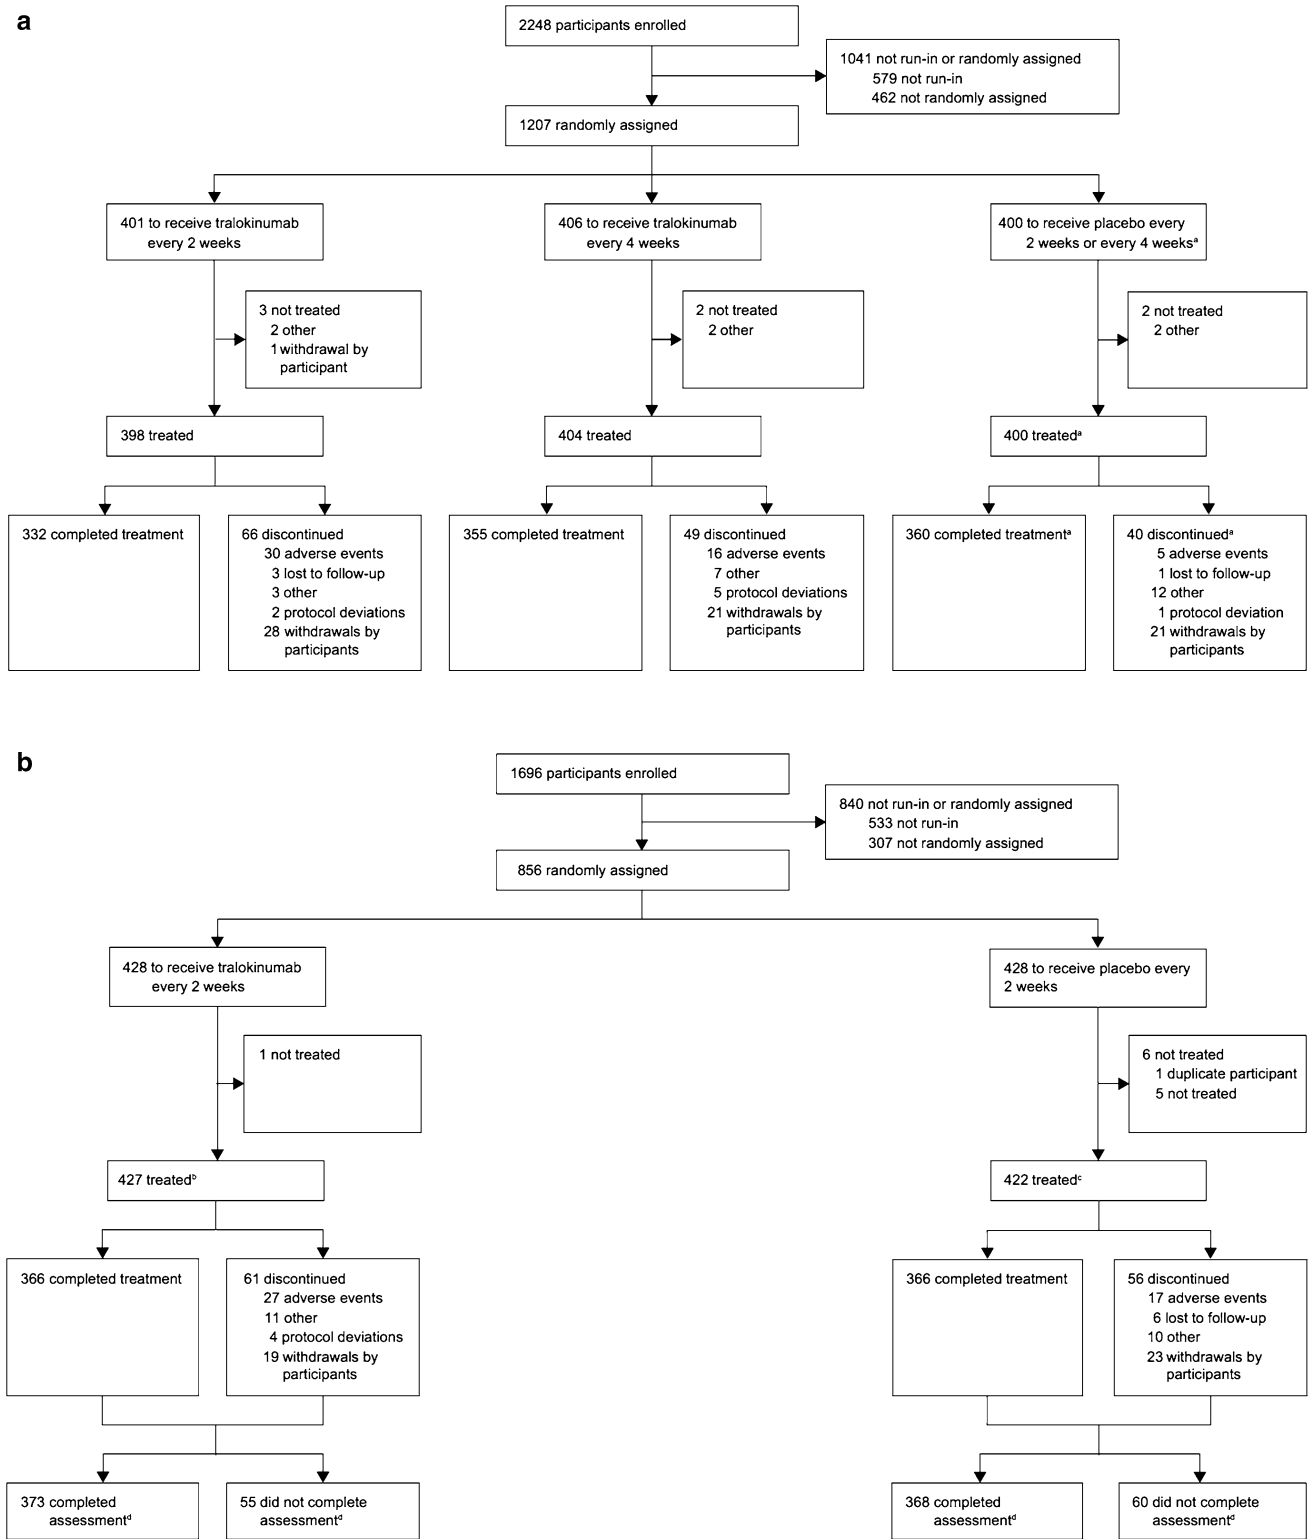 a
2248 participants enrolled
1041 not run-in or randomly assigned
579 not run-in
462 not randomly assigned
1207 randomly assigned
401 to receive tralokinumab
every 2 weeks
406 to receive tralokinumab
every 4 weeks
400 to receive placebo every
2 weeks or every 4 weeksᵃ
3 not treated
2 other
1 withdrawal by
participant
2 not treated
2 other
2 not treated
2 other
398 treated
404 treated
400 treatedᵃ
332 completed treatment
66 discontinued
30 adverse events
3 lost to follow-up
3 other
2 protocol deviations
28 withdrawals by
participants
355 completed treatment
49 discontinued
16 adverse events
7 other
5 protocol deviations
21 withdrawals by
participants
360 completed treatmentᵃ
40 discontinuedᵃ
5 adverse events
1 lost to follow-up
12 other
1 protocol deviation
21 withdrawals by
participants
b
1696 participants enrolled
840 not run-in or randomly assigned
533 not run-in
307 not randomly assigned
856 randomly assigned
428 to receive tralokinumab
every 2 weeks
428 to receive placebo every
2 weeks
1 not treated
6 not treated
1 duplicate participant
5 not treated
427 treatedᵇ
422 treatedᶜ
366 completed treatment
61 discontinued
27 adverse events
11 other
4 protocol deviations
19 withdrawals by
participants
366 completed treatment
56 discontinued
17 adverse events
6 lost to follow-up
10 other
23 withdrawals by
participants
373 completed
assessmentᵈ
55 did not complete
assessmentᵈ
368 completed
assessmentᵈ
60 did not complete
assessmentᵈ